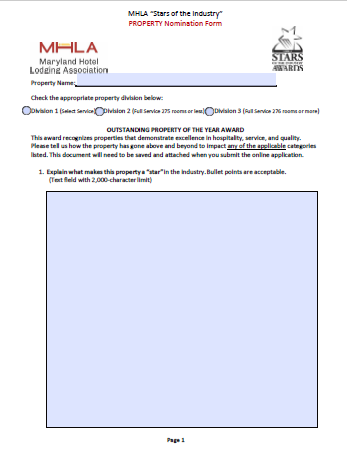 MHLA "Stars of the Industry"
PROPERTY Nomination Form
MHLA
Maryland Hotel
Lodging Association
STARS
AWARDS
Property Name:
Check the appropriate property division below:
Division 1 (Select Service) Division 2 (Full Service 275 rooms or less) Division 3 (Full Service 276 rooms or more)
OUTSTANDING PROPERTY OF THE YEAR AWARD
This award recognizes properties that demonstrate excellence in hospitality, service, and quality.
Please tell us how the property has gone above and beyond to impact any of the applicable categories
listed. This document will need to be saved and attached when you submit the online application.
1. Explain what makes this property a "star" in the industry. Bullet points are acceptable.
(Text field with 2,000-character limit)
Page 1